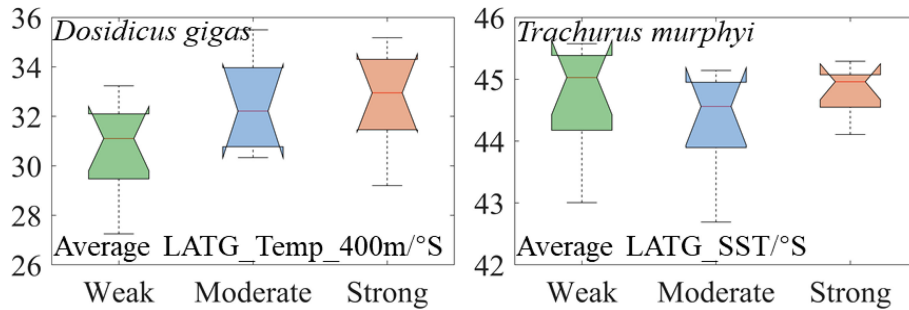 Dosidicus gigas
36
34
32
30
28
26
Average LATG_Temp_400m/°S
Weak Moderate Strong
Trachurus murphyi
46
45
44
43
42
Average LATG_SST/°S
Weak Moderate Strong